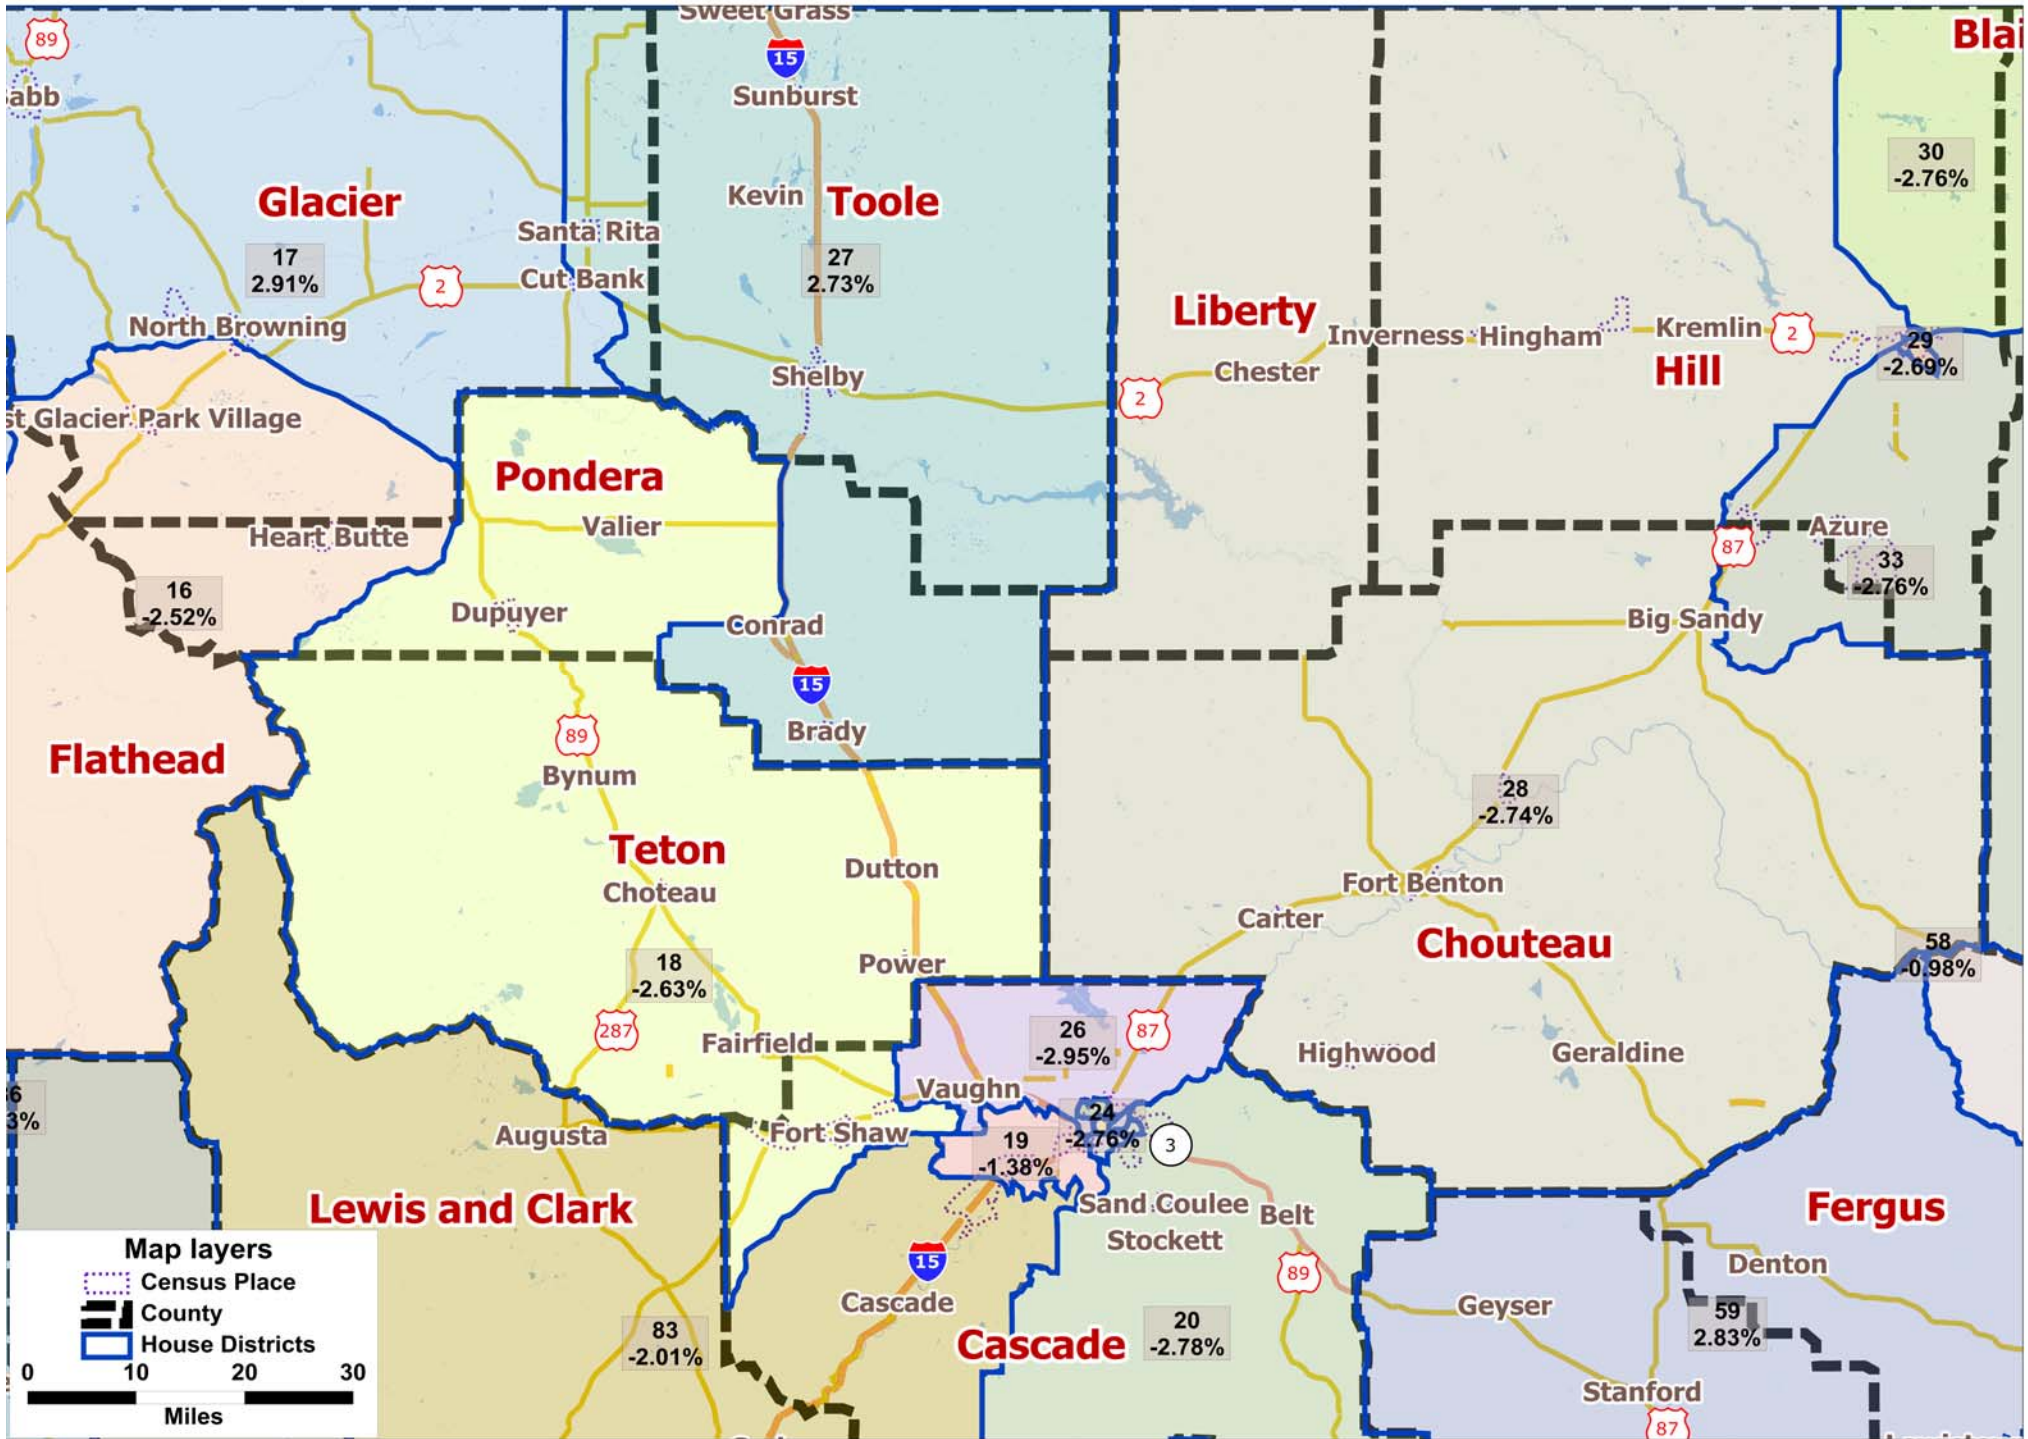 Sweet Grass
Blai
89
15
abb
Sunburst
30
-2.76%
Glacier
Kevin
Toole
Santa Rita
17
2.91%
27
2.73%
Cut Bank
2
Liberty
North Browning
Inverness
Hingham
Kremlin
2
29
-2.69%
Shelby
Chester
Hill
2
st Glacier Park Village
Pondera
Valier
Azure
Heart Butte
87
33
-2.76%
16
-2.52%
Dupuyer
Conrad
Big Sandy
15
Brady
89
Flathead
Bynum
28
-2.74%
Teton
Dutton
Choteau
Fort Benton
Carter
Chouteau
58
-0.98%
18
-2.63%
Power
287
Fairfield
26
-2.95%
87
Highwood
Geraldine
6
3%
Vaughn
24
-2.76%
Augusta
Fort Shaw
19
-1.38%
3
Lewis and Clark
Sand Coulee
Belt
Fergus
Stockett
Map layers
Census Place
County
House Districts
0 10 20 30
Miles
15
89
Denton
Cascade
Geyser
83
-2.01%
Cascade
20
-2.78%
59
2.83%
Stanford
87